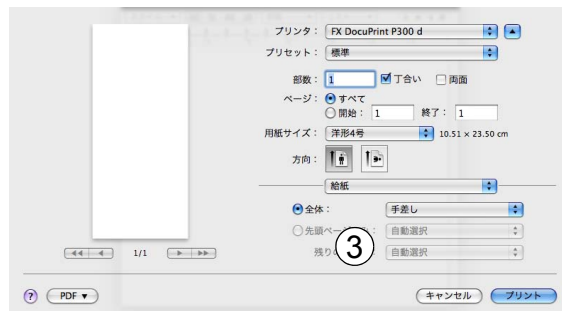 プリンタ： FX DocuPrint P300 d
プリセット： 標準
部数： 1 丁合い 両面
ページ： すべて
開始： 1 終了： 1
用紙サイズ： 洋形4号 10.51 × 23.50 cm
方向：
給紙
全体： 手差し
先頭ペー 自動選択
残り 自動選択
3
1/1
? PDF ▼ キャンセル プリント